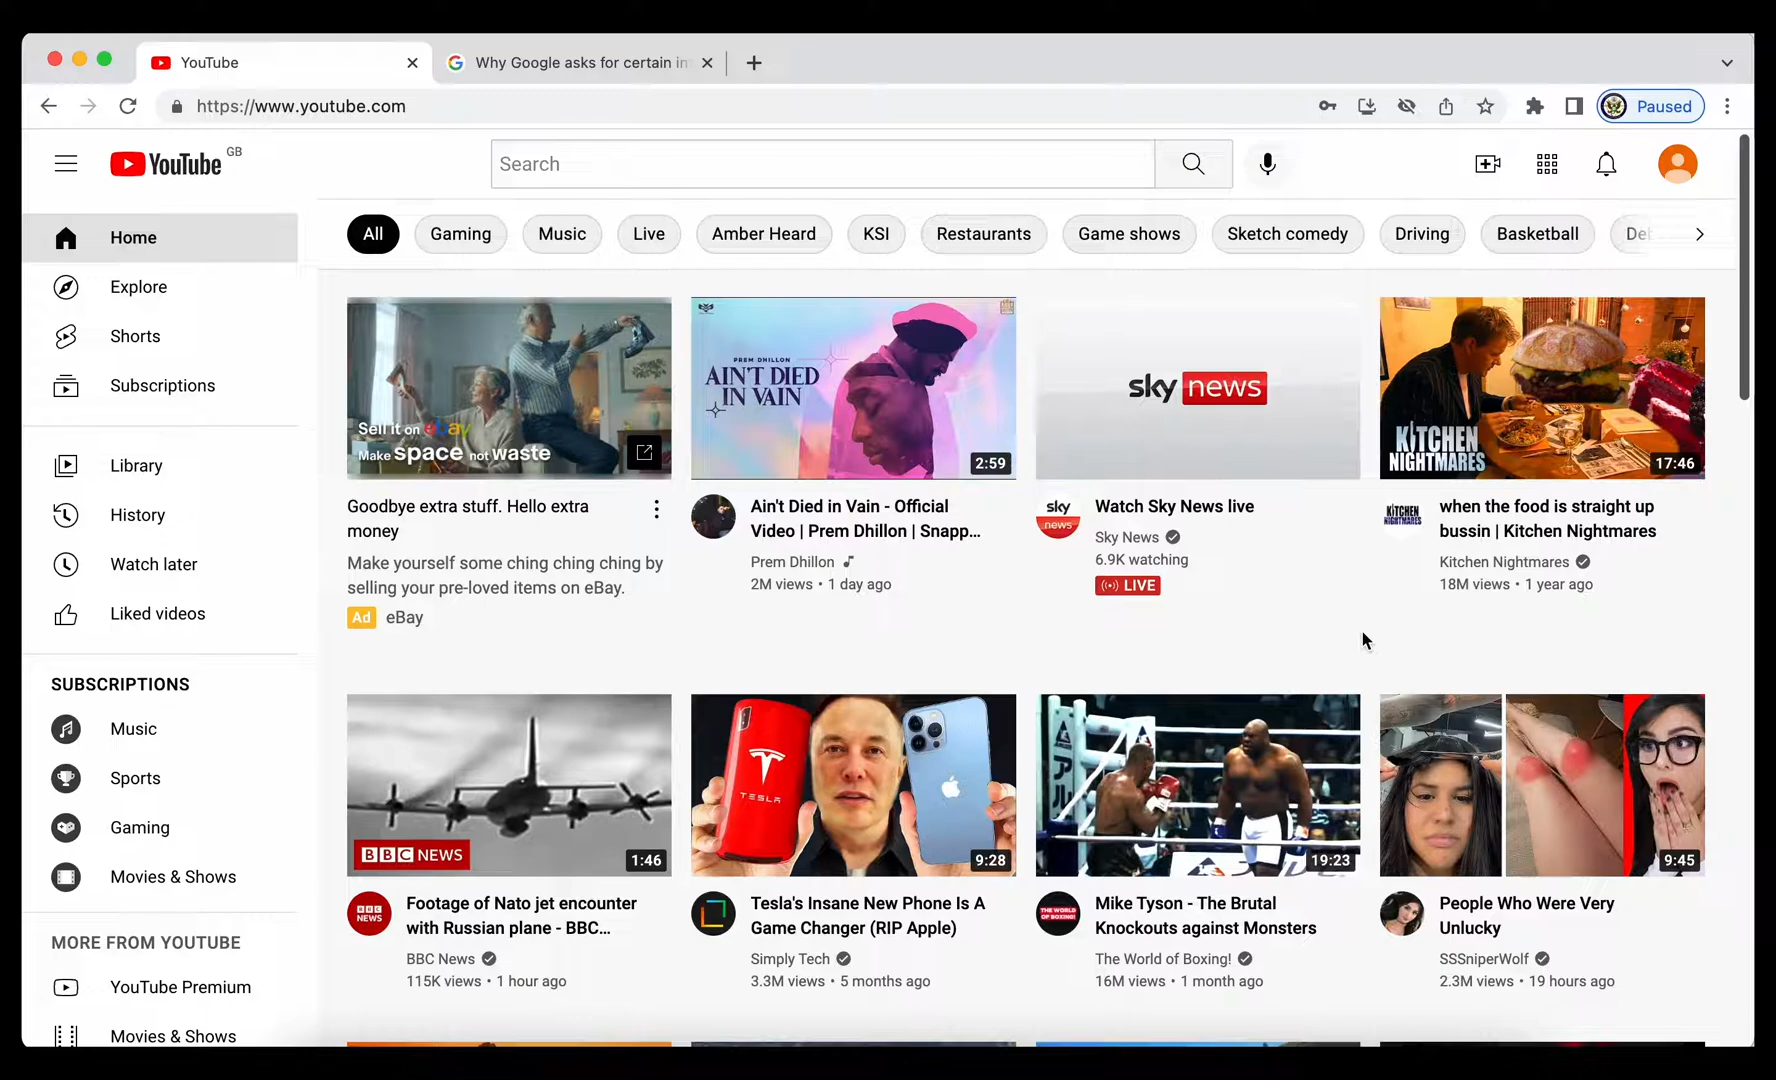 YouTube
Why Google asks for certain in
https://www.youtube.com
Paused
YouTube GB
Search
Home
Explore
Shorts
Subscriptions
Library
History
Watch later
Liked videos
SUBSCRIPTIONS
Music
Sports
Gaming
Movies & Shows
MORE FROM YOUTUBE
YouTube Premium
Movies & Shows
All
Gaming
Music
Live
Amber Heard
KSI
Restaurants
Game shows
Sketch comedy
Driving
Basketball
Sell it on ebay
Make space not waste
Goodbye extra stuff. Hello extra
money
Make yourself some ching ching ching by
selling your pre-loved items on eBay.
Ad eBay
PREM DHILLON
AIN'T DIED
IN VAIN
2:59
Ain't Died in Vain - Official
Video | Prem Dhillon | Snapp...
Prem Dhillon
2M views • 1 day ago
sky news
sky
news
Watch Sky News live
Sky News
6.9K watching
LIVE
KITCHEN
NIGHTMARES
17:46
KITCHEN
NIGHTMARES
when the food is straight up
bussin | Kitchen Nightmares
Kitchen Nightmares
18M views • 1 year ago
BBC NEWS
1:46
BBC
NEWS
Footage of Nato jet encounter
with Russian plane - BBC...
BBC News
115K views • 1 hour ago
TESLA
9:28
Tesla's Insane New Phone Is A
Game Changer (RIP Apple)
Simply Tech
3.3M views • 5 months ago
19:23
THE WORLD
OF BOXING!
Mike Tyson - The Brutal
Knockouts against Monsters
The World of Boxing!
16M views • 1 month ago
9:45
People Who Were Very
Unlucky
SSSniperWolf
2.3M views • 19 hours ago